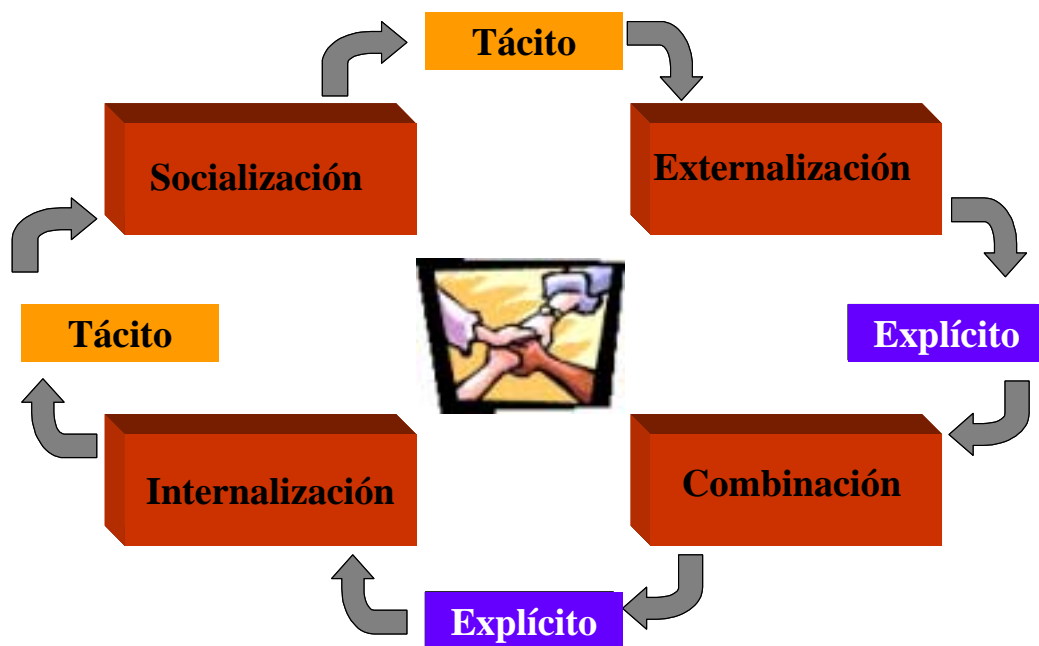 Tácito
Socialización
Externalización
Tácito
Explícito
Internalización
Combinación
Explícito